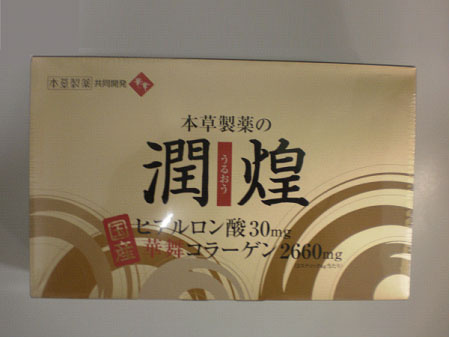 本草製薬 共同開発
本草製薬の
潤煌
うるおう
ヒアルロン酸30mg
国産
華舞コラーゲン2660mg